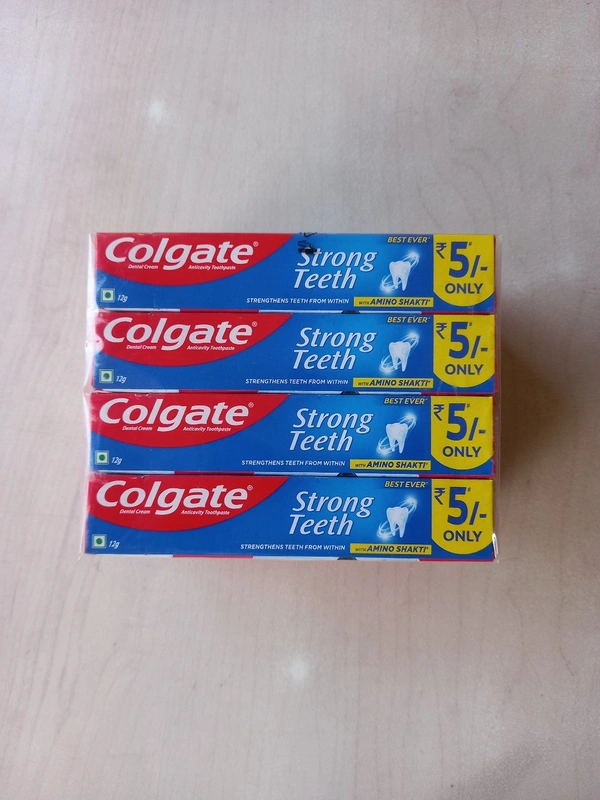 Colgate®
Dental Cream Anticavity Toothpaste
12g
Strong
Teeth
STRENGTHENS TEETH FROM WITHIN
BEST EVER
WITH AMINO SHAKTI
₹5/-
ONLY
Colgate®
Dental Cream Anticavity Toothpaste
12g
Strong
Teeth
STRENGTHENS TEETH FROM WITHIN
BEST EVER
WITH AMINO SHAKTI
₹5/-
ONLY
Colgate®
Dental Cream Anticavity Toothpaste
12g
Strong
Teeth
STRENGTHENS TEETH FROM WITHIN
BEST EVER
WITH AMINO SHAKTI
₹5/-
ONLY
Colgate®
Dental Cream Anticavity Toothpaste
12g
Strong
Teeth
STRENGTHENS TEETH FROM WITHIN
BEST EVER
WITH AMINO SHAKTI
₹5/-
ONLY